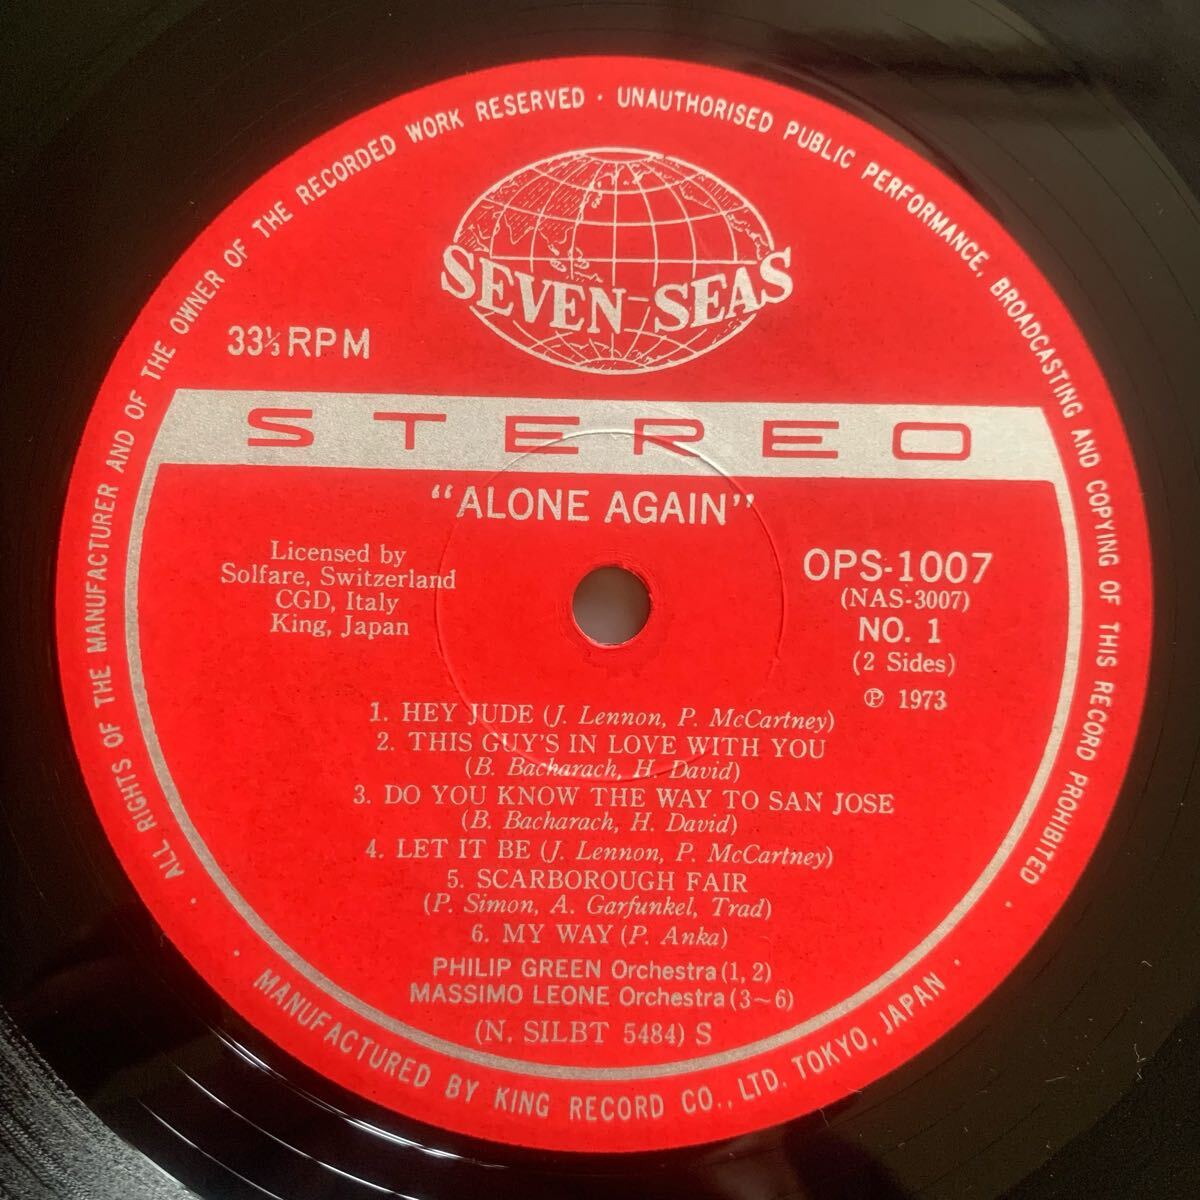 ALL RIGHTS OF THE MANUFACTURER AND OF THE OWNER OF THE RECORDED WORK RESERVED · UNAUTHORISED PUBLIC PERFORMANCE, BROADCASTING AND COPYING OF THIS RECORD PROHIBITED ·
SEVEN SEAS
33⅓ RPM
STEREO
"ALONE AGAIN"
Licensed by
Solfare, Switzerland
CGD, Italy
King, Japan
OPS-1007
(NAS-3007)
NO. 1
(2 Sides)
Ⓟ 1973
1. HEY JUDE (J. Lennon, P. McCartney)
2. THIS GUY'S IN LOVE WITH YOU
(B. Bacharach, H. David)
3. DO YOU KNOW THE WAY TO SAN JOSE
(B. Bacharach, H. David)
4. LET IT BE (J. Lennon, P. McCartney)
5. SCARBOROUGH FAIR
(P. Simon, A. Garfunkel, Trad)
6. MY WAY (P. Anka)
PHILIP GREEN Orchestra (1, 2)
MASSIMO LEONE Orchestra (3~6)
(N. SILBT 5484) S
· MANUFACTURED BY KING RECORD CO., LTD. TOKYO, JAPAN ·